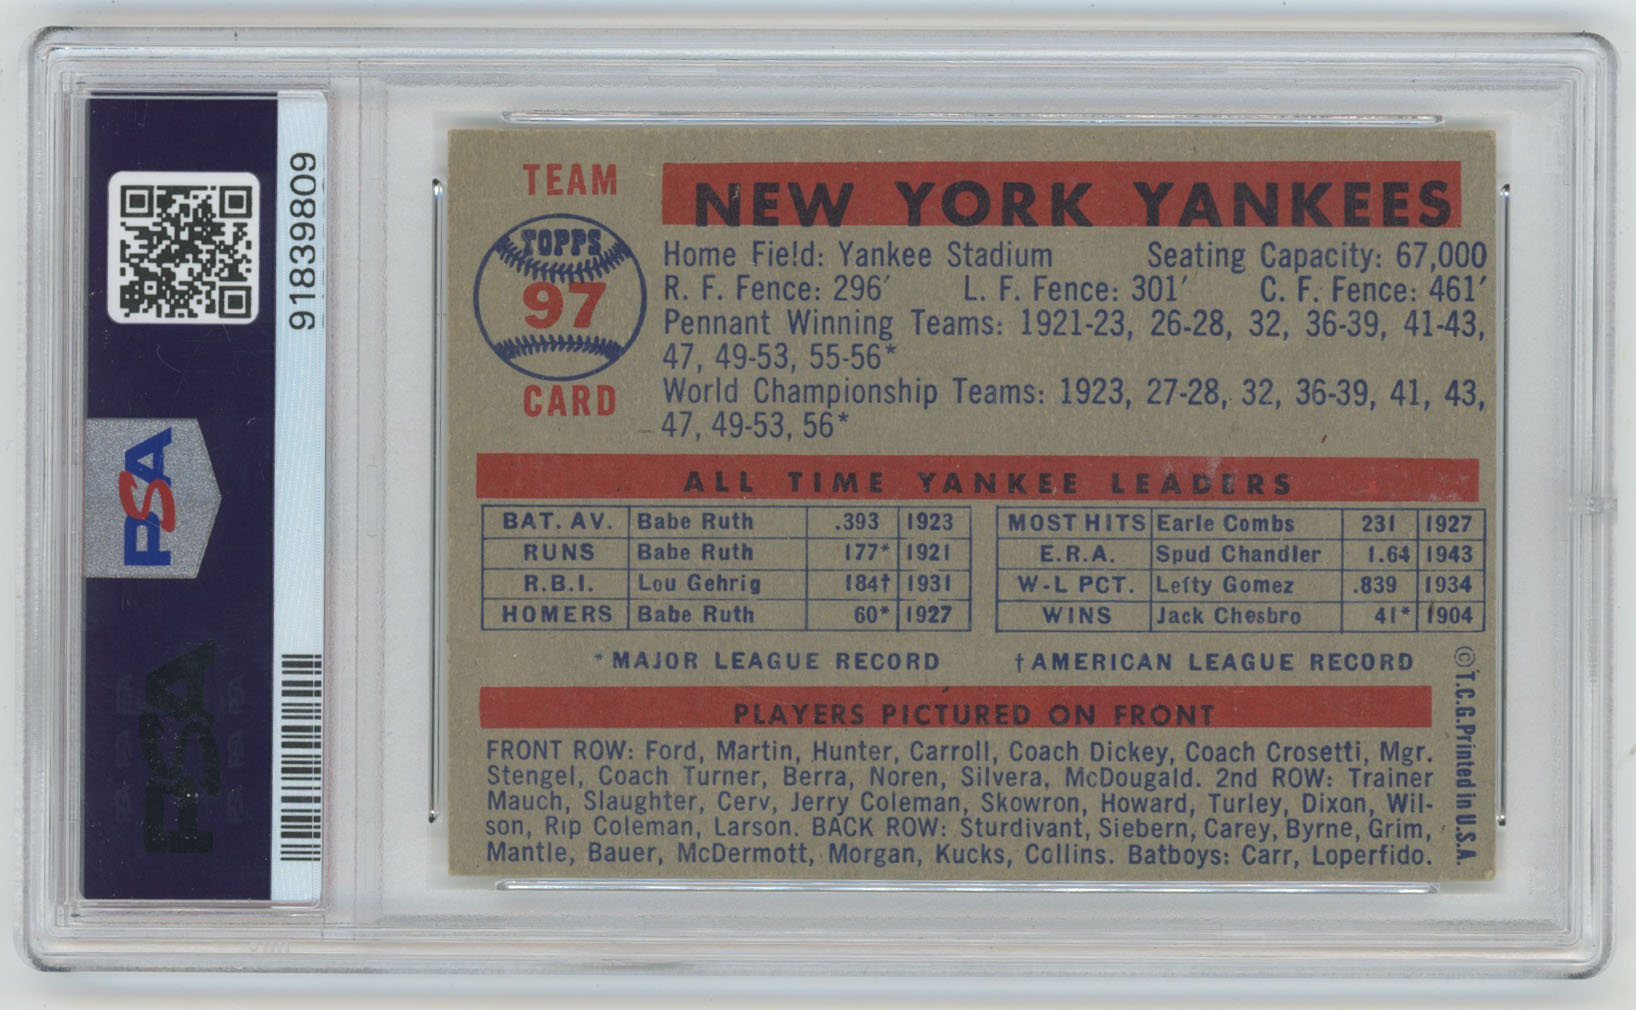 91839809
PSA
PSA
TEAM
TOPPS
97
CARD
NEW YORK YANKEES
Home Field: Yankee Stadium Seating Capacity: 67,000
R. F. Fence: 296′ L. F. Fence: 301′ C. F. Fence: 461′
Pennant Winning Teams: 1921-23, 26-28, 32, 36-39, 41-43,
47, 49-53, 55-56*
World Championship Teams: 1923, 27-28, 32, 36-39, 41, 43,
47, 49-53, 56*
ALL TIME YANKEE LEADERS
BAT. AV. Babe Ruth .393 1923 MOST HITS Earle Combs 231 1927
RUNS Babe Ruth 177* 1921 E.R.A. Spud Chandler 1.64 1943
R.B.I. Lou Gehrig 184† 1931 W-L PCT. Lefty Gomez .839 1934
HOMERS Babe Ruth 60* 1927 WINS Jack Chesbro 41* 1904
*MAJOR LEAGUE RECORD †AMERICAN LEAGUE RECORD
PLAYERS PICTURED ON FRONT
FRONT ROW: Ford, Martin, Hunter, Carroll, Coach Dickey, Coach Crosetti, Mgr.
Stengel, Coach Turner, Berra, Noren, Silvera, McDougald. 2nd ROW: Trainer
Mauch, Slaughter, Cerv, Jerry Coleman, Skowron, Howard, Turley, Dixon, Wil-
son, Rip Coleman, Larson. BACK ROW: Sturdivant, Siebern, Carey, Byrne, Grim,
Mantle, Bauer, McDermott, Morgan, Kucks, Collins. Batboys: Carr, Loperfido.
©T.C.G. Printed in U.S.A.